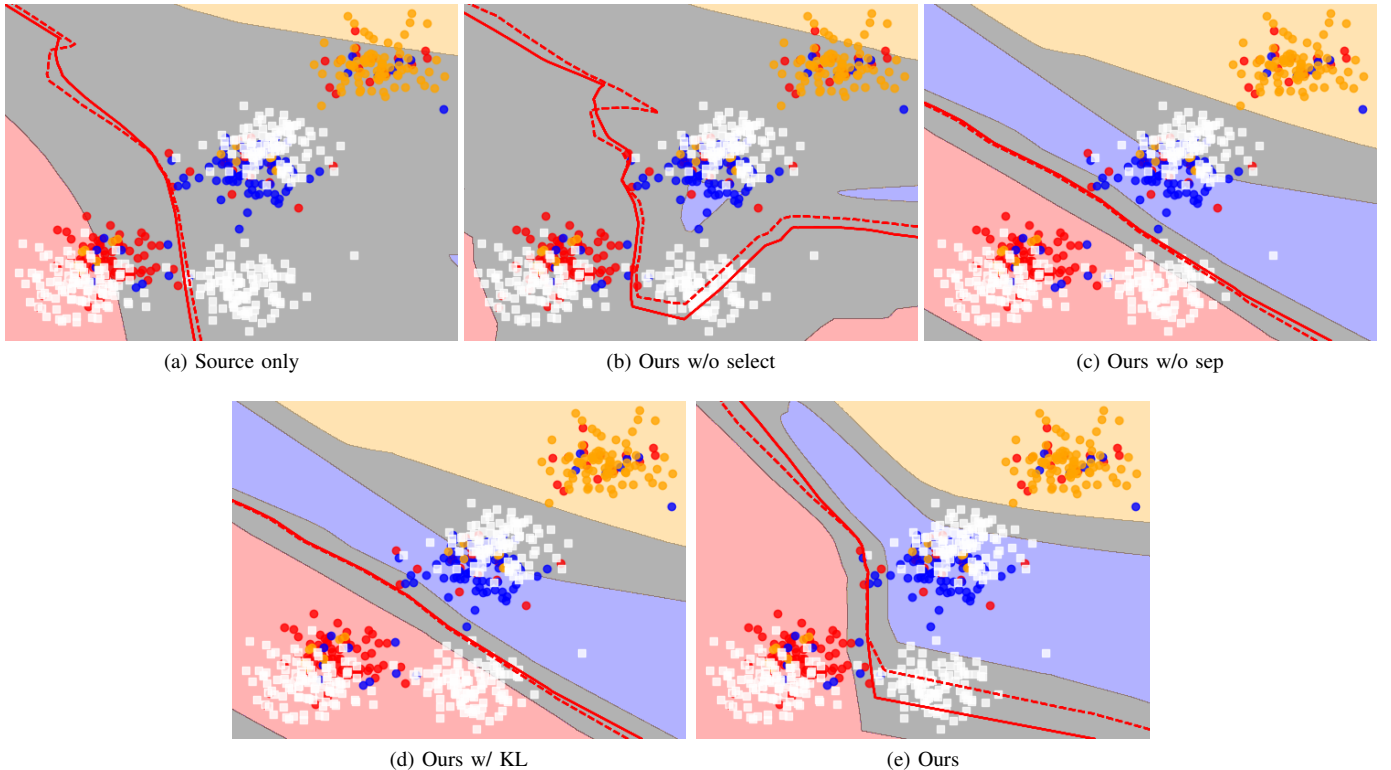 (a) Source only
(b) Ours w/o select
(c) Ours w/o sep
(d) Ours w/ KL
(e) Ours